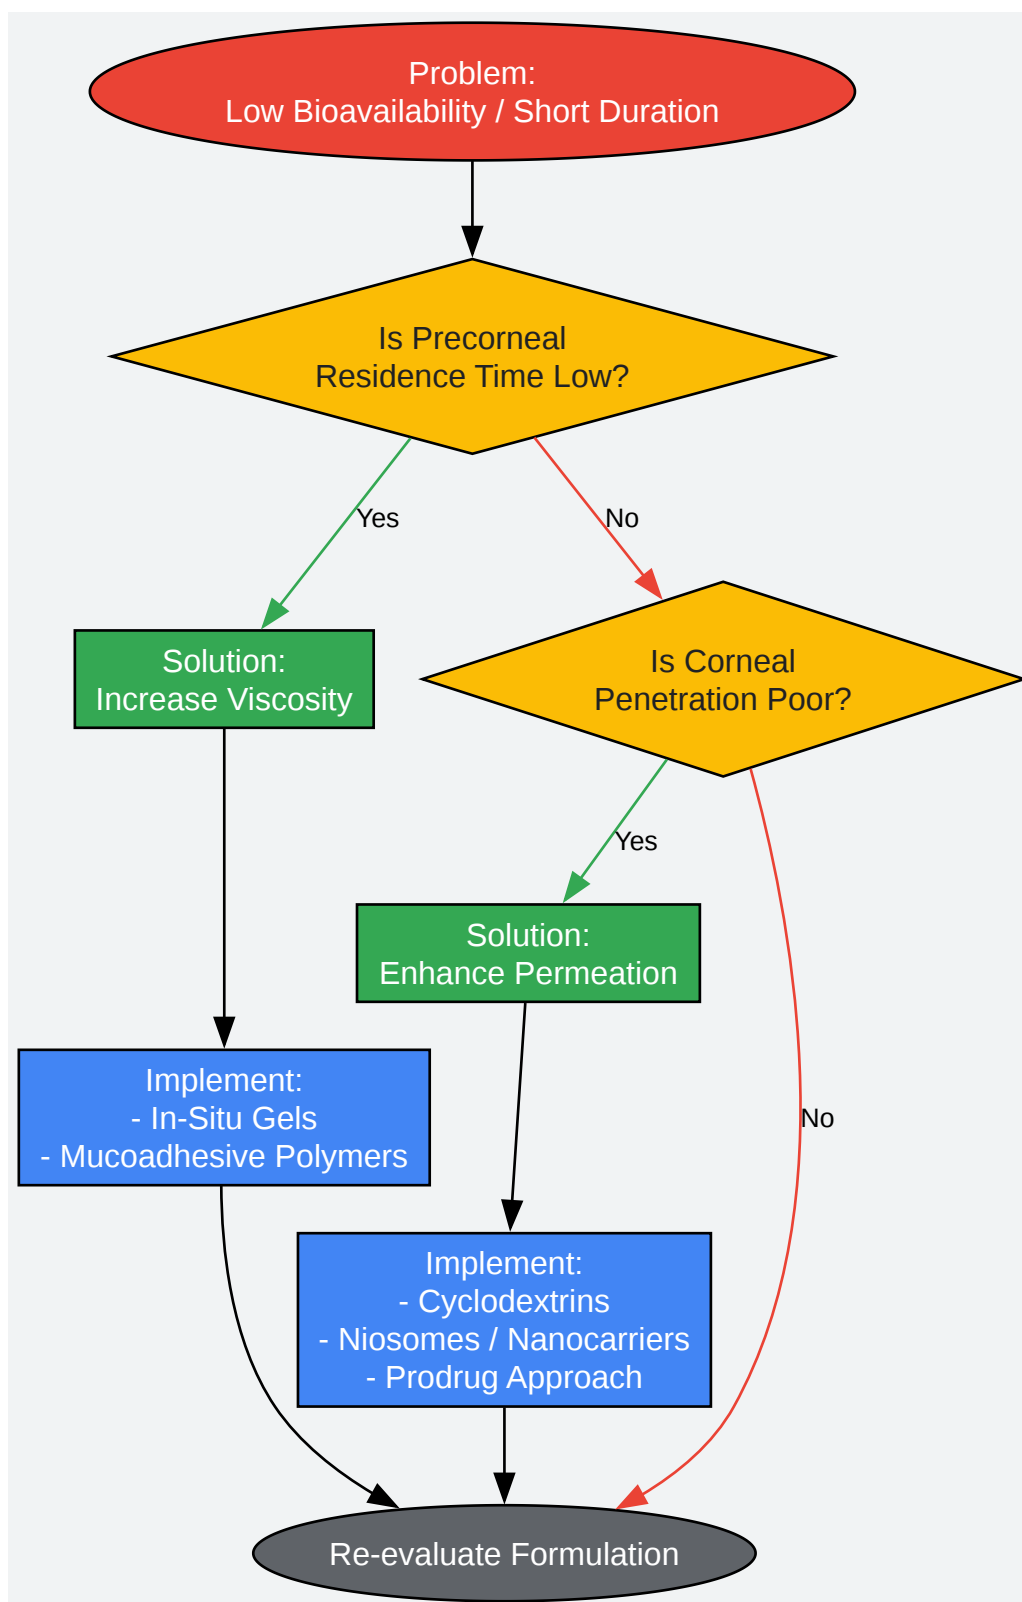 Problem:
Low Bioavailability / Short Duration
Is Precorneal
Residence Time Low?
Yes
No
Solution:
Increase Viscosity
Is Corneal
Penetration Poor?
Yes
Solution:
Enhance Permeation
Implement:
- In-Situ Gels
- Mucoadhesive Polymers
No
Implement:
- Cyclodextrins
- Niosomes / Nanocarriers
- Prodrug Approach
Re-evaluate Formulation